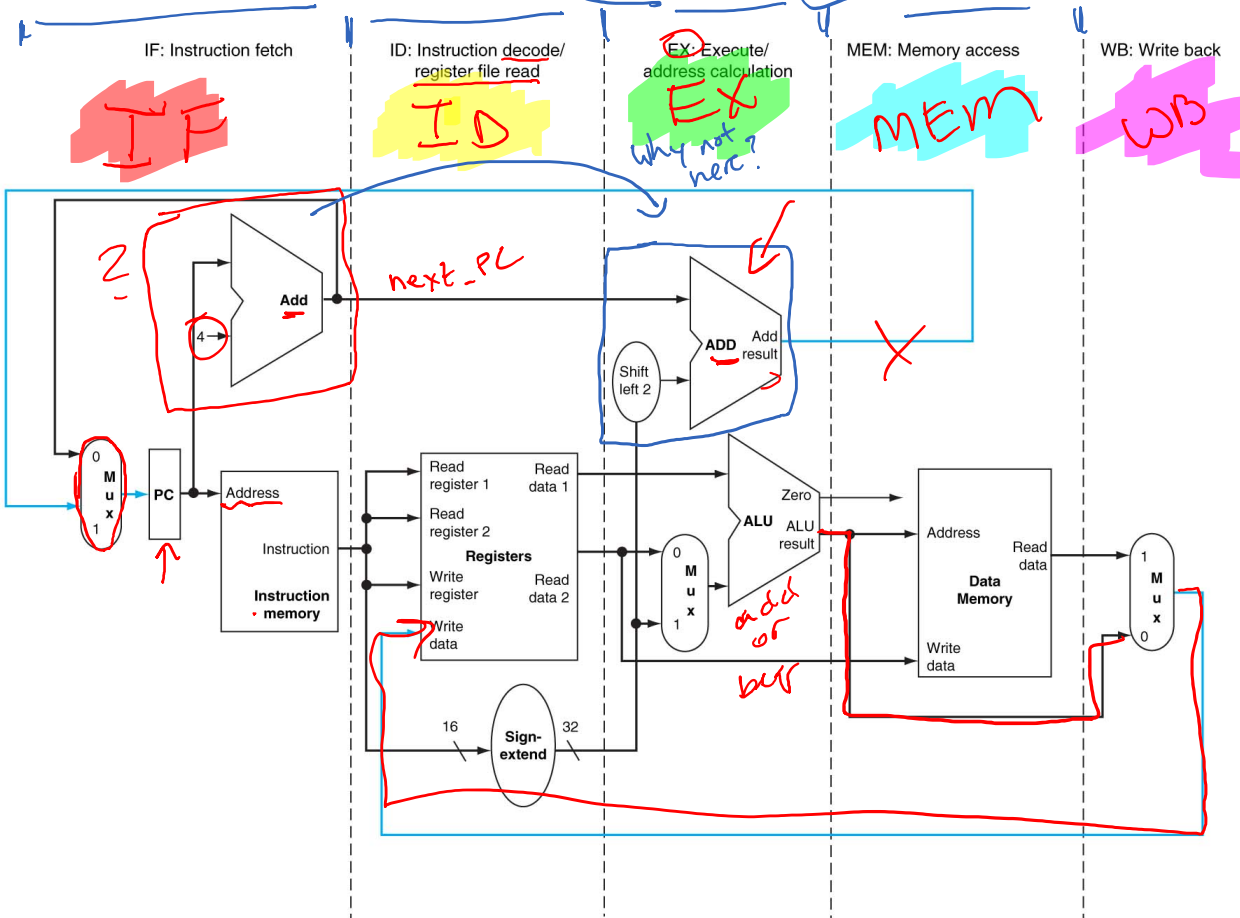 IF: Instruction fetch
ID: Instruction decode/
register file read
EX: Execute/
address calculation
MEM: Memory access
WB: Write back
IF
ID
EX
MEM
WB
why not
here?
2
Add
4
next_PC
ADD
Add
result
Shift
left 2
X
0
M
u
x
1
PC
Address
Instruction
Instruction
memory
Read
register 1
Read
register 2
Write
register
Write
data
Registers
Read
data 1
Read
data 2
0
M
u
x
1
Zero
ALU
ALU
result
add
or
Address
Read
data
Data
Memory
Write
data
1
M
u
x
0
16
Sign-
extend
32